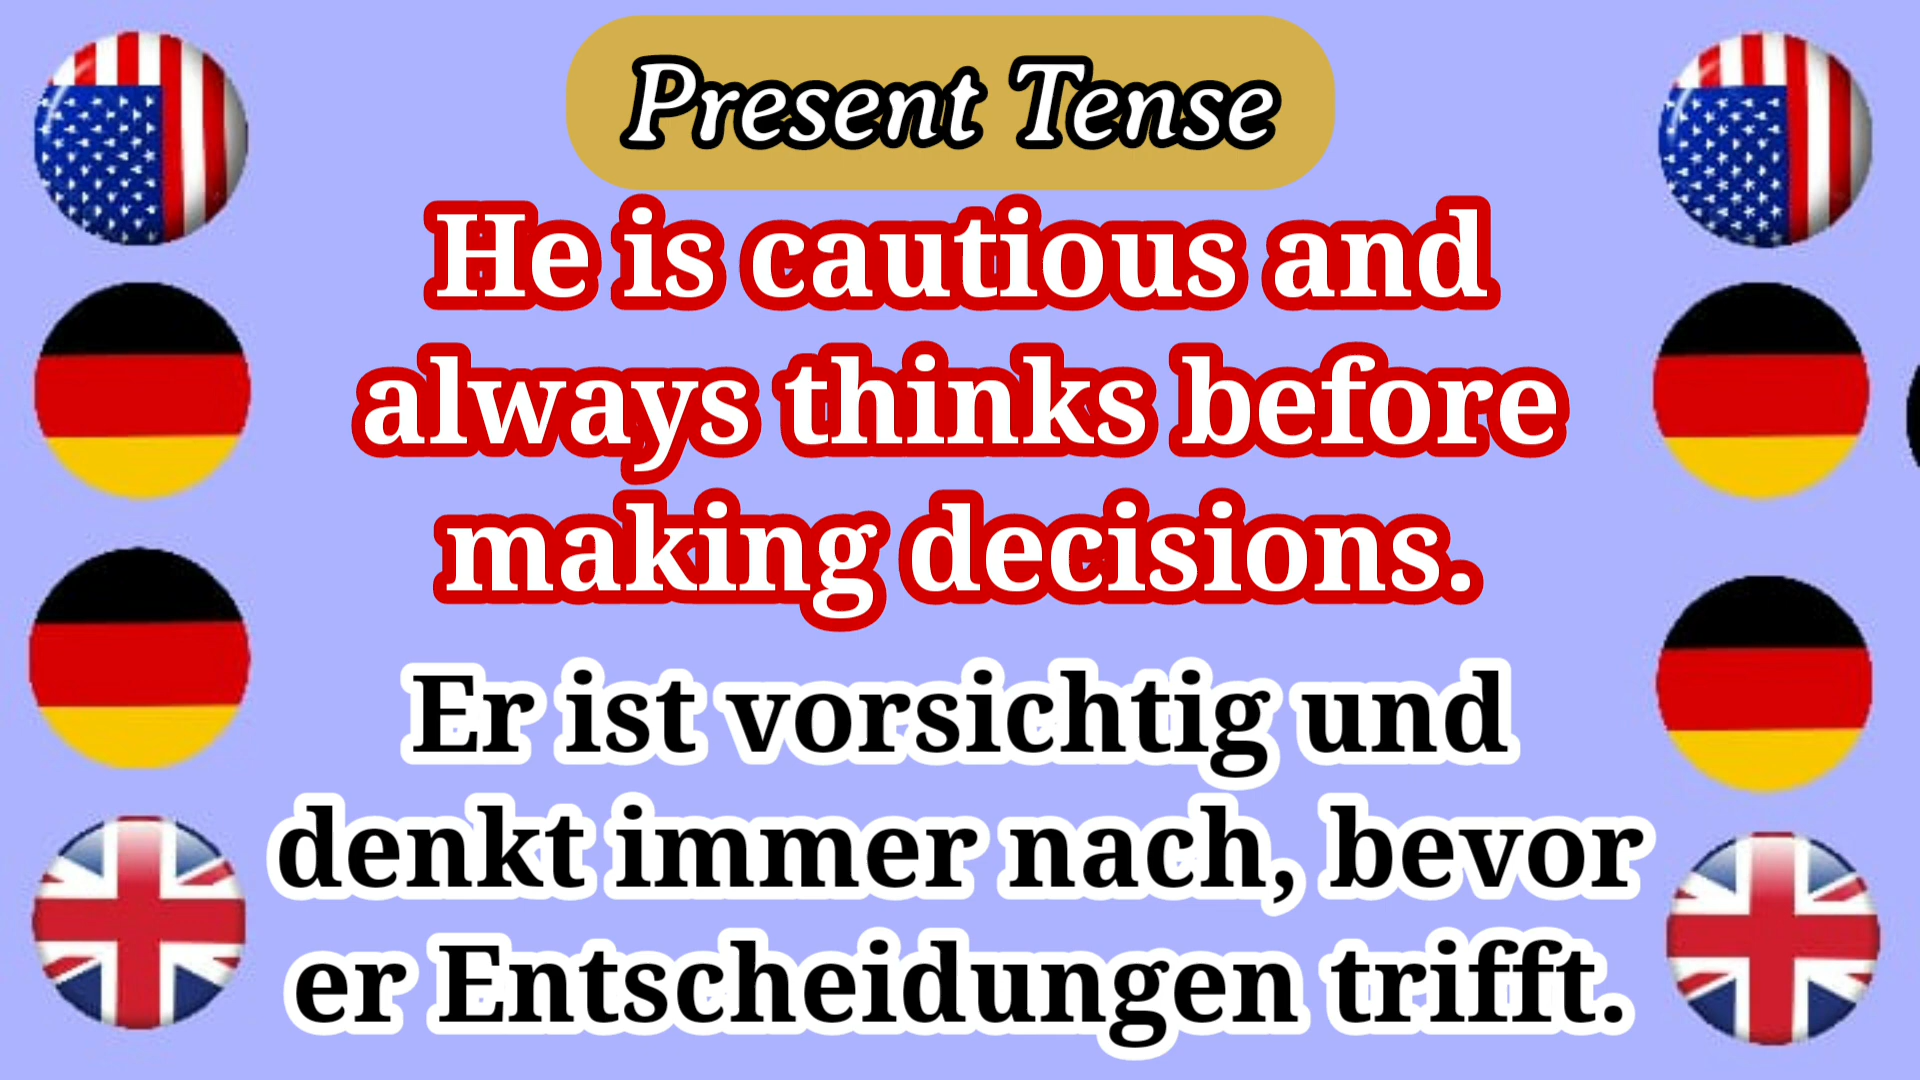 Present Tense
He is cautious and
always thinks before
making decisions.
Er ist vorsichtig und
denkt immer nach, bevor
er Entscheidungen trifft.